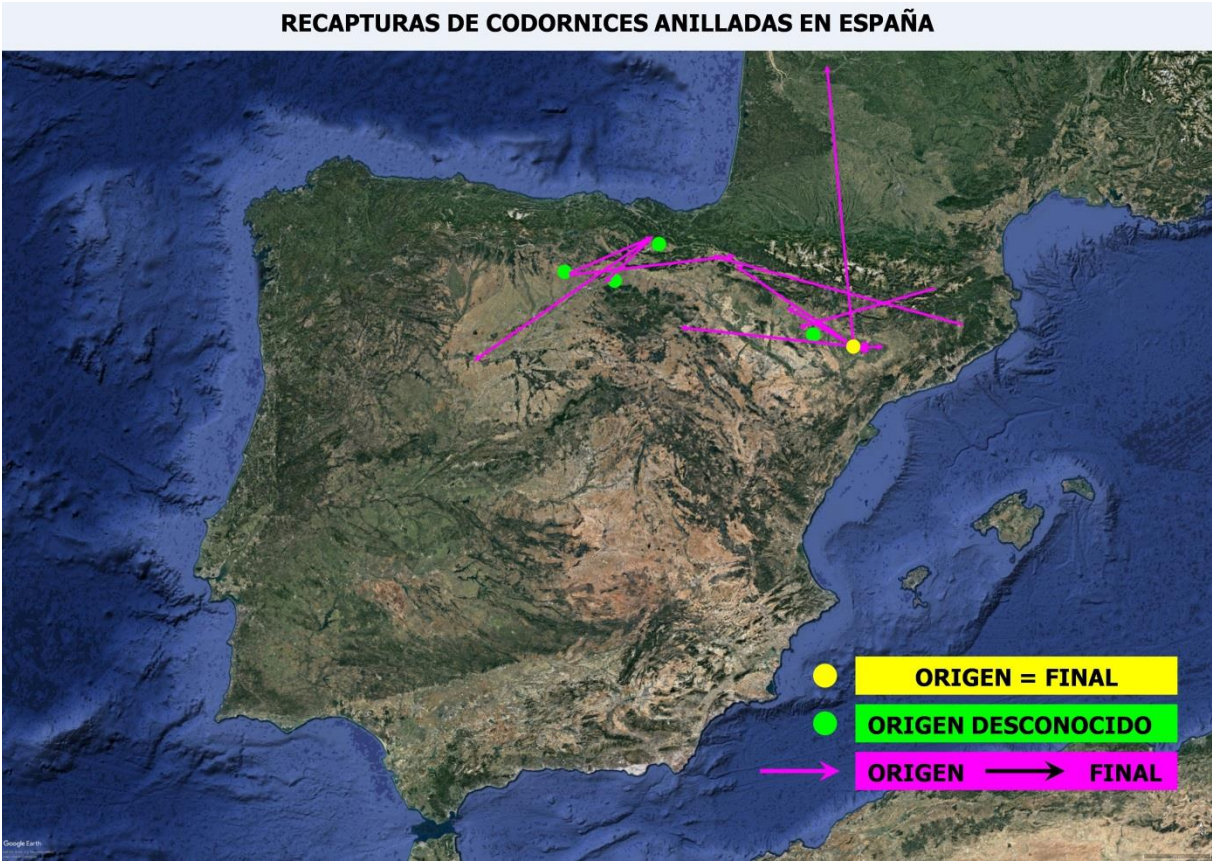 RECAPTURAS DE CODORNICES ANILLADAS EN ESPAÑA
ORIGEN = FINAL
ORIGEN DESCONOCIDO
ORIGEN FINAL
Google Earth